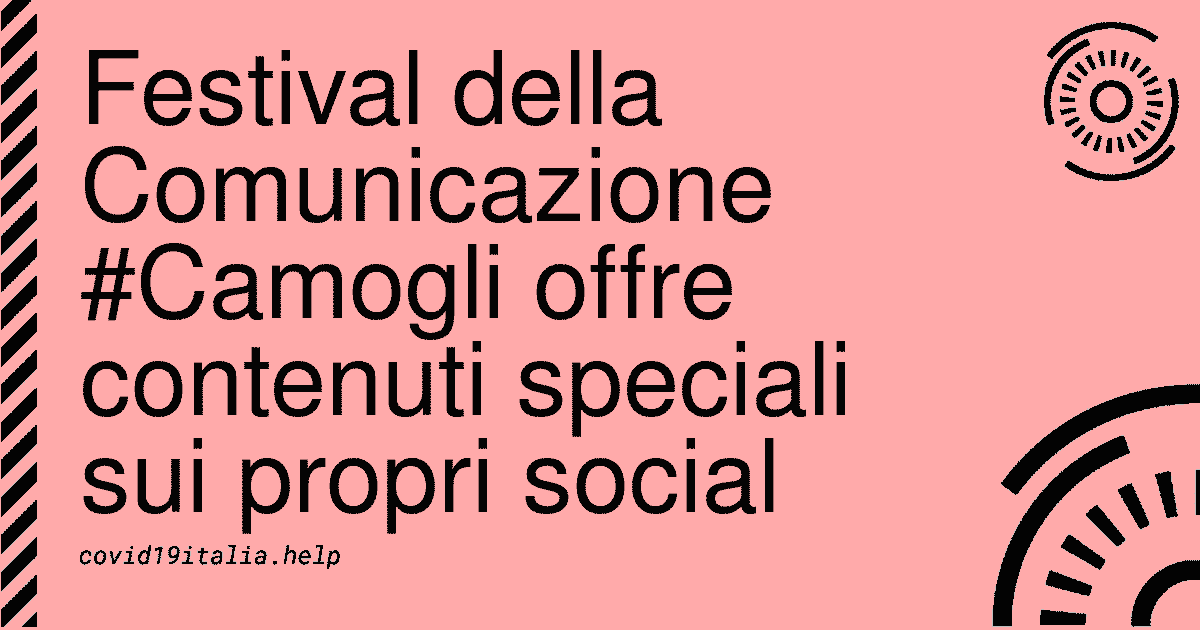 Festival della
Comunicazione
#Camogli offre
contenuti speciali
sui propri social
covid19italia.help